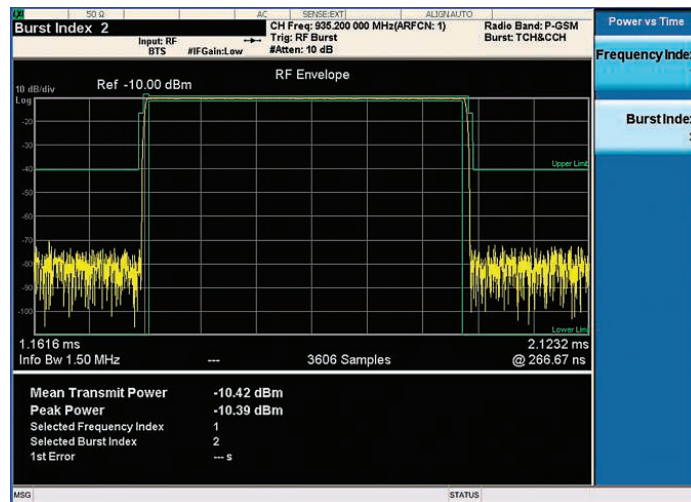 LXI 50 Ω AC SENSE:EXT ALIGN AUTO
Burst Index 2
Input: RF
BTS
#IFGain:Low
CH Freq: 935.200 000 MHz(ARFCN: 1)
Trig: RF Burst
#Atten: 10 dB
Radio Band: P-GSM
Burst: TCH&CCH
Power vs Time
Frequency Index
Burst Index
10 dB/div
Log
Ref -10.00 dBm
RF Envelope
-20
-30
-40
-50
-60
-70
-80
-90
-100
Upper Limit
Lower Lim
1.1616 ms
2.1232 ms
Info Bw 1.50 MHz --- 3606 Samples @ 266.67 ns
Mean Transmit Power -10.42 dBm
Peak Power -10.39 dBm
Selected Frequency Index 1
Selected Burst Index 2
1st Error --- s
MSG STATUS